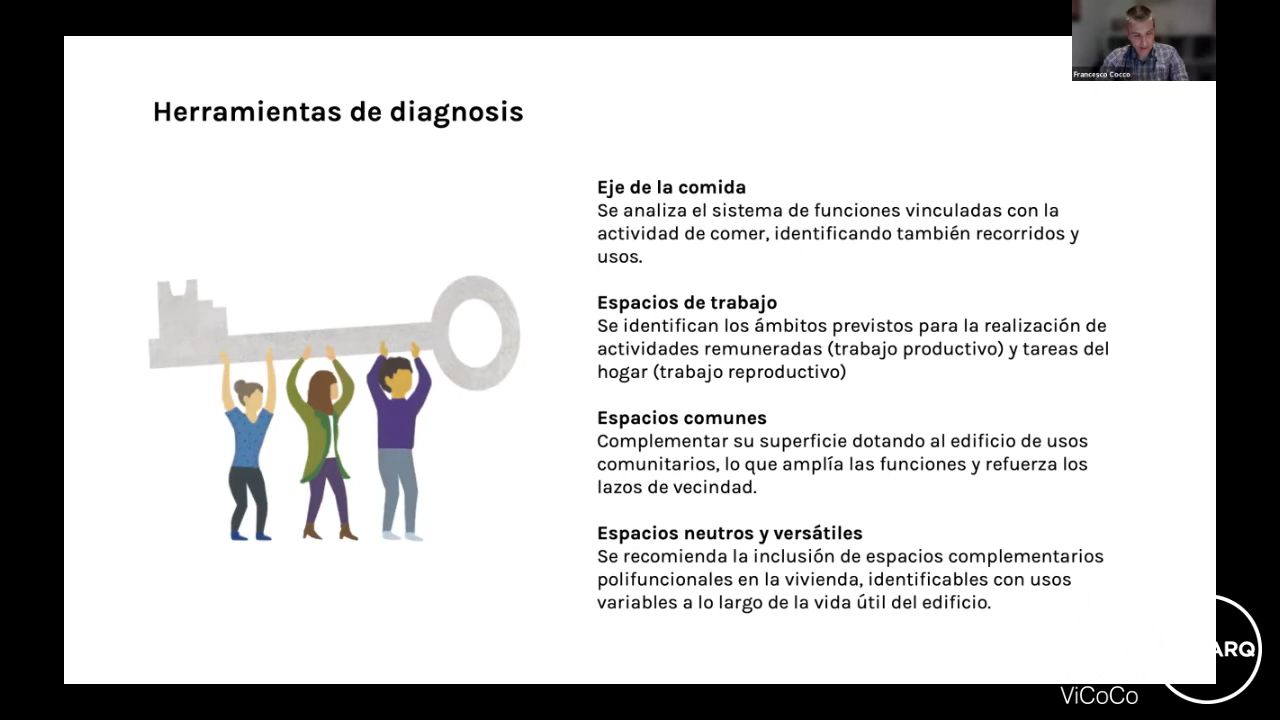 Francesco Cocco
Herramientas de diagnosis
Eje de la comida
Se analiza el sistema de funciones vinculadas con la
actividad de comer, identificando también recorridos y
usos.
Espacios de trabajo
Se identifican los ámbitos previstos para la realización de
actividades remuneradas (trabajo productivo) y tareas del
hogar (trabajo reproductivo)
Espacios comunes
Complementar su superficie dotando al edificio de usos
comunitarios, lo que amplía las funciones y refuerza los
lazos de vecindad.
Espacios neutros y versátiles
Se recomienda la inclusión de espacios complementarios
polifuncionales en la vivienda, identificables con usos
variables a lo largo de la vida útil del edificio.
ARQ
ViCoCo